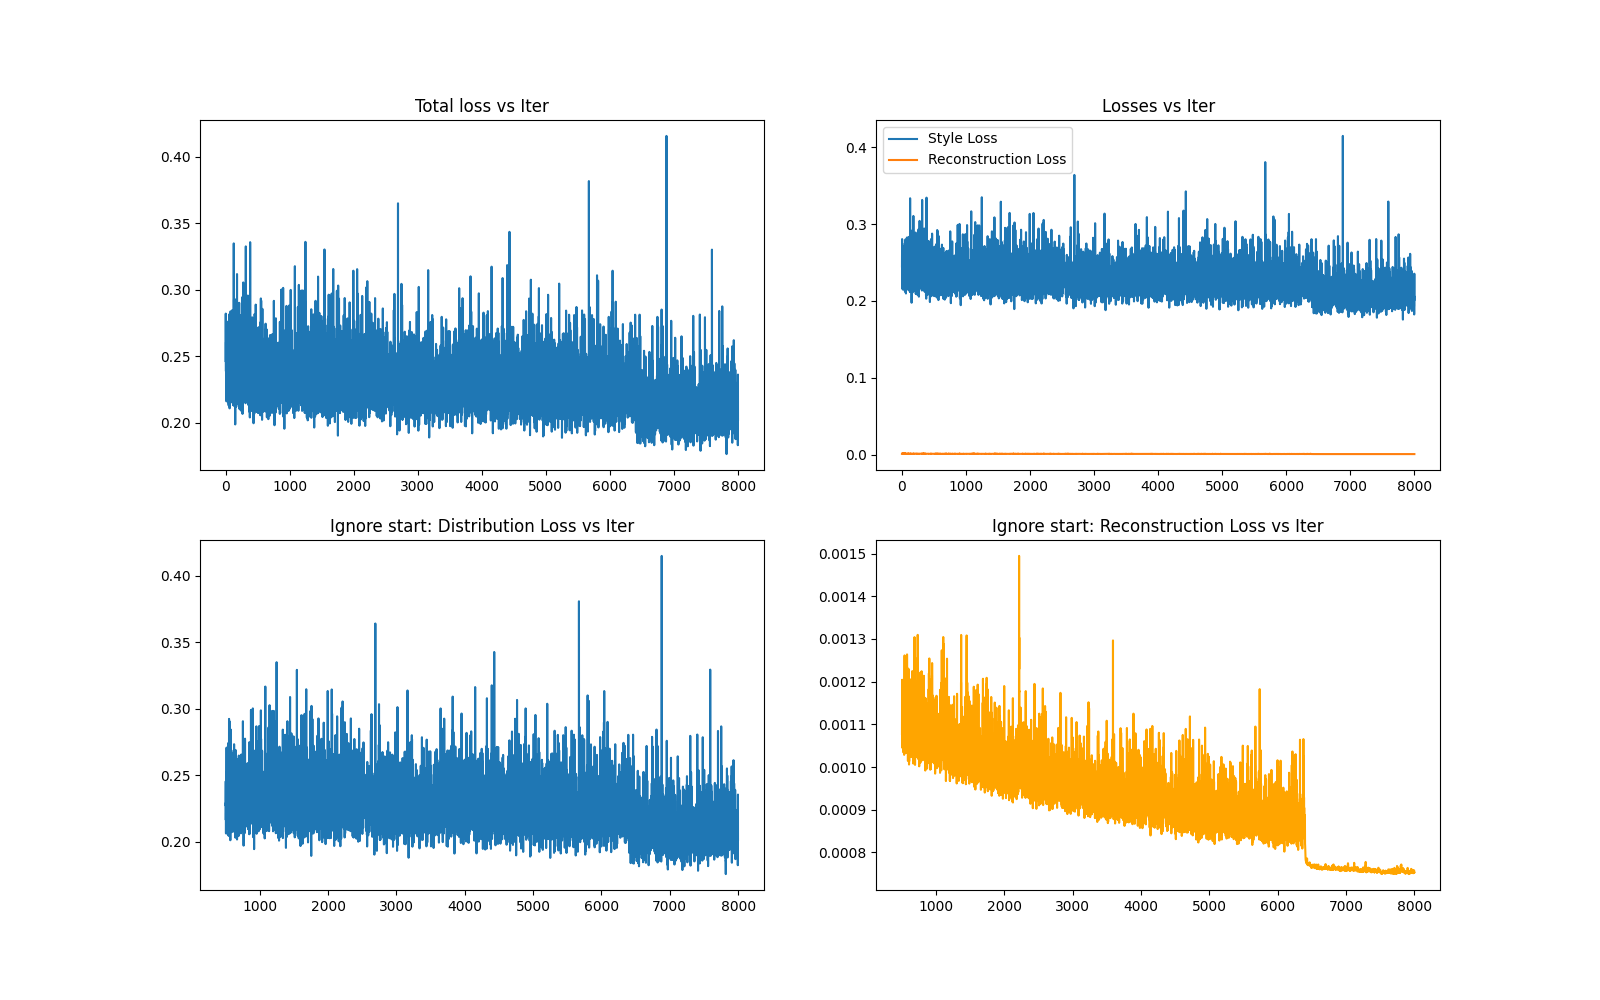 Total loss vs Iter
0.40
0.35
0.30
0.25
0.20
0 1000 2000 3000 4000 5000 6000 7000 8000
Losses vs Iter
Style Loss
Reconstruction Loss
0.4
0.3
0.2
0.1
0.0
0 1000 2000 3000 4000 5000 6000 7000 8000
Ignore start: Distribution Loss vs Iter
0.40
0.35
0.30
0.25
0.20
1000 2000 3000 4000 5000 6000 7000 8000
Ignore start: Reconstruction Loss vs Iter
0.0015
0.0014
0.0013
0.0012
0.0011
0.0010
0.0009
0.0008
1000 2000 3000 4000 5000 6000 7000 8000